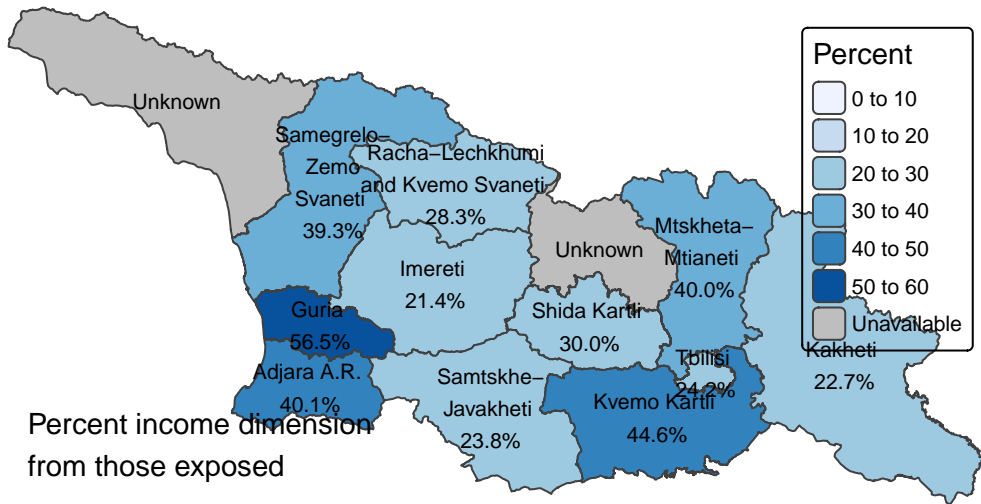 Unknown
Samegrelo−
Zemo
Svaneti
39.3%
Racha−Lechkhumi
and Kvemo Svaneti
28.3%
Unknown
Mtskheta−
Mtianeti
40.0%
Imereti
21.4%
Shida Kartli
30.0%
Guria
56.5%
Adjara A.R.
40.1%
Samtskhe−
Javakheti
23.8%
Kvemo Kartli
44.6%
Tbilisi
24.2%
Kakheti
22.7%
Percent
0 to 10
10 to 20
20 to 30
30 to 40
40 to 50
50 to 60
Unavailable
Percent income dimension
from those exposed